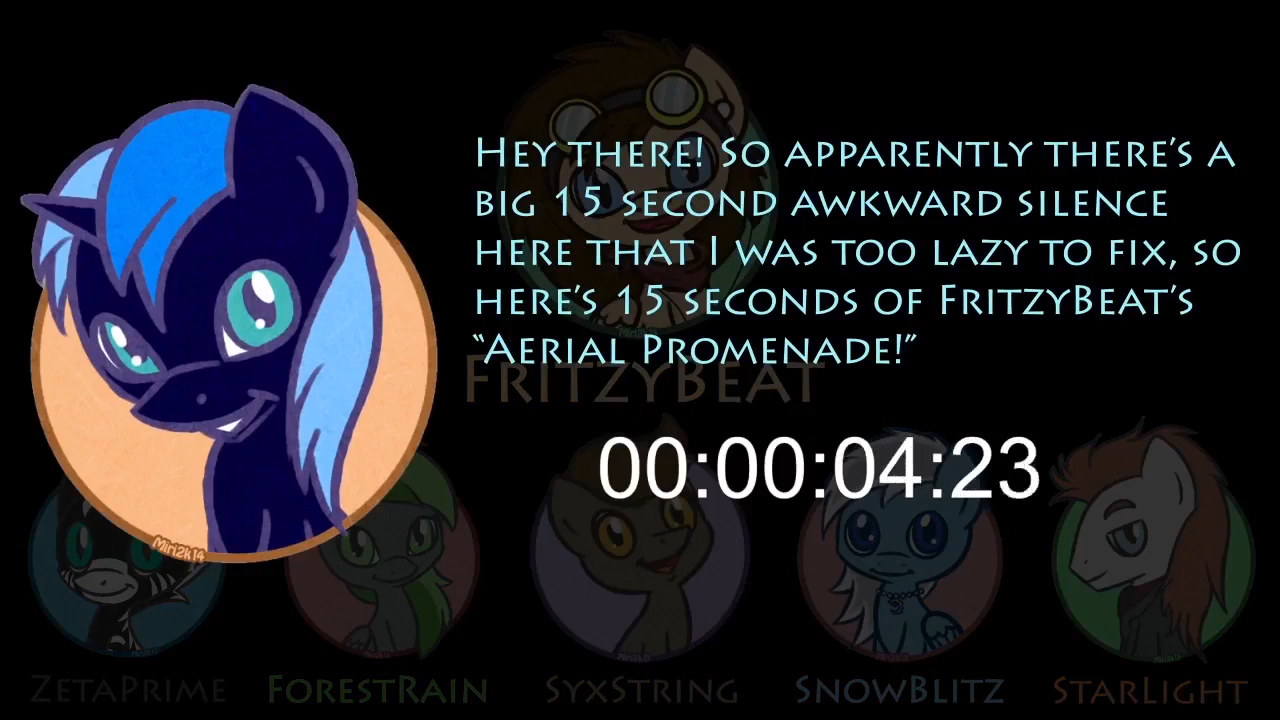 Hey there! So apparently there's a
big 15 second awkward silence
here that I was too lazy to fix, so
here's 15 seconds of FritzyBeat's
“Aerial Promenade!”
FritzyBeat
00:00:04:23
Miri2k14
ZetaPrime ForestRain SyxString SnowBlitz StarLight